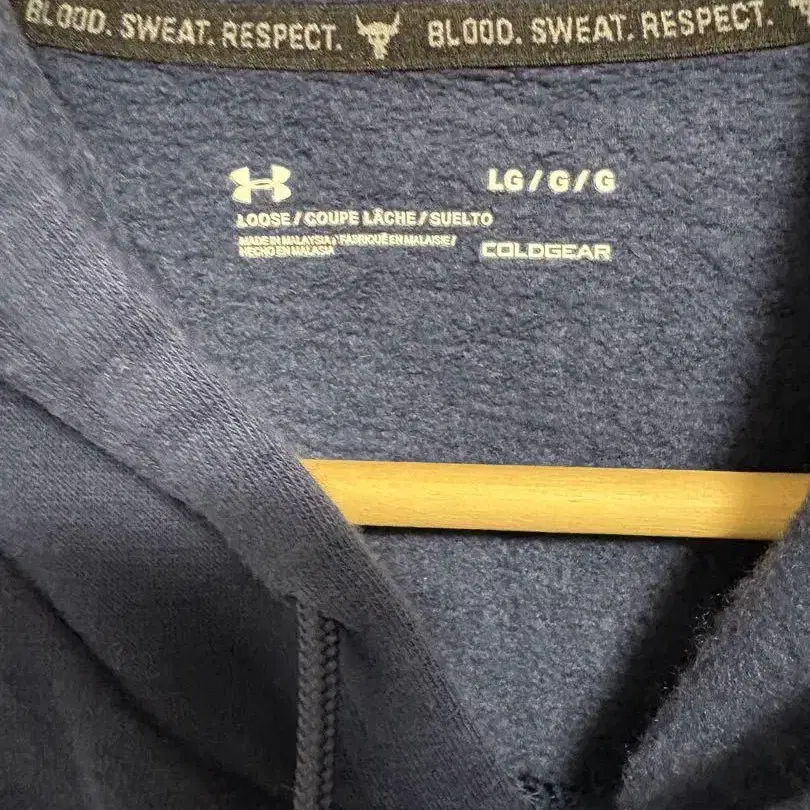 BLOOD. SWEAT. RESPECT. BLOOD. SWEAT. RESPECT.
LG / G / G
LOOSE / COUPE LÂCHE / SUELTO
MADE IN MALAYSIA / FABRIQUÉ EN MALAISIE /
HECHO EN MALASIA
COLDGEAR